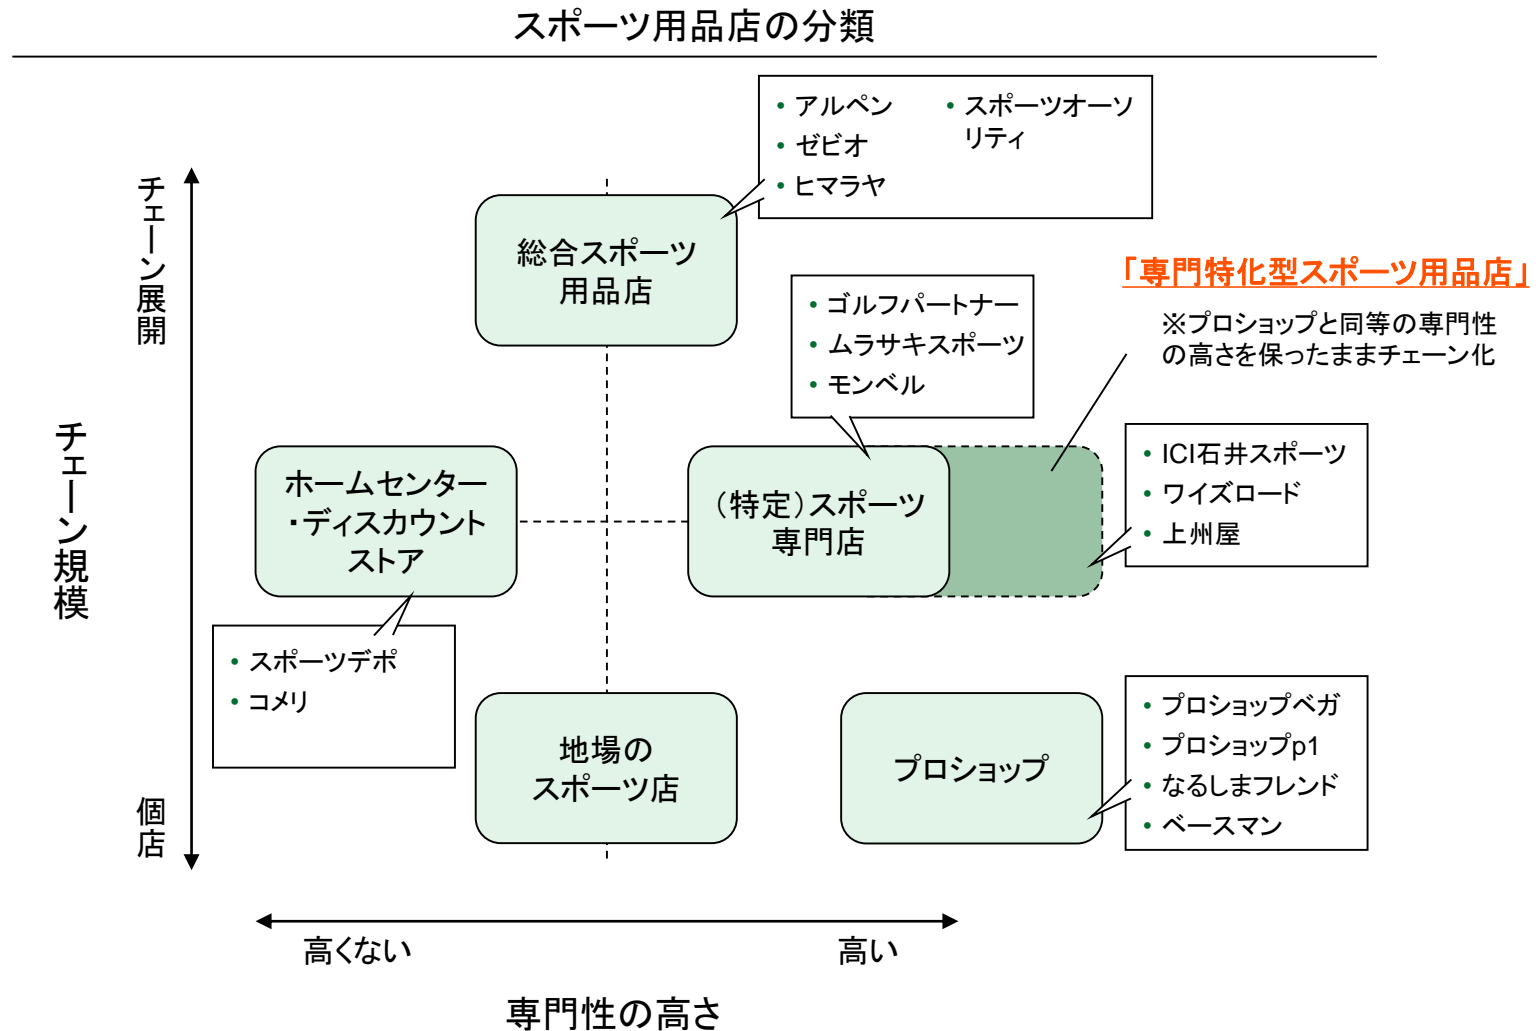 スポーツ用品店の分類
• アルペン
• ゼビオ
• ヒマラヤ
• スポーツオーソ
リティ
チェーン展開
総合スポーツ
用品店
「専門特化型スポーツ用品店」
※プロショップと同等の専門性
の高さを保ったままチェーン化
• ゴルフパートナー
• ムラサキスポーツ
• モンベル
チェーン規模
ホームセンター
・ディスカウント
ストア
（特定）スポーツ
専門店
• ICI石井スポーツ
• ワイズロード
• 上州屋
• スポーツデポ
• コメリ
地場の
スポーツ店
プロショップ
• プロショップベガ
• プロショップp1
• なるしまフレンド
• ベースマン
個店
高くない
高い
専門性の高さ